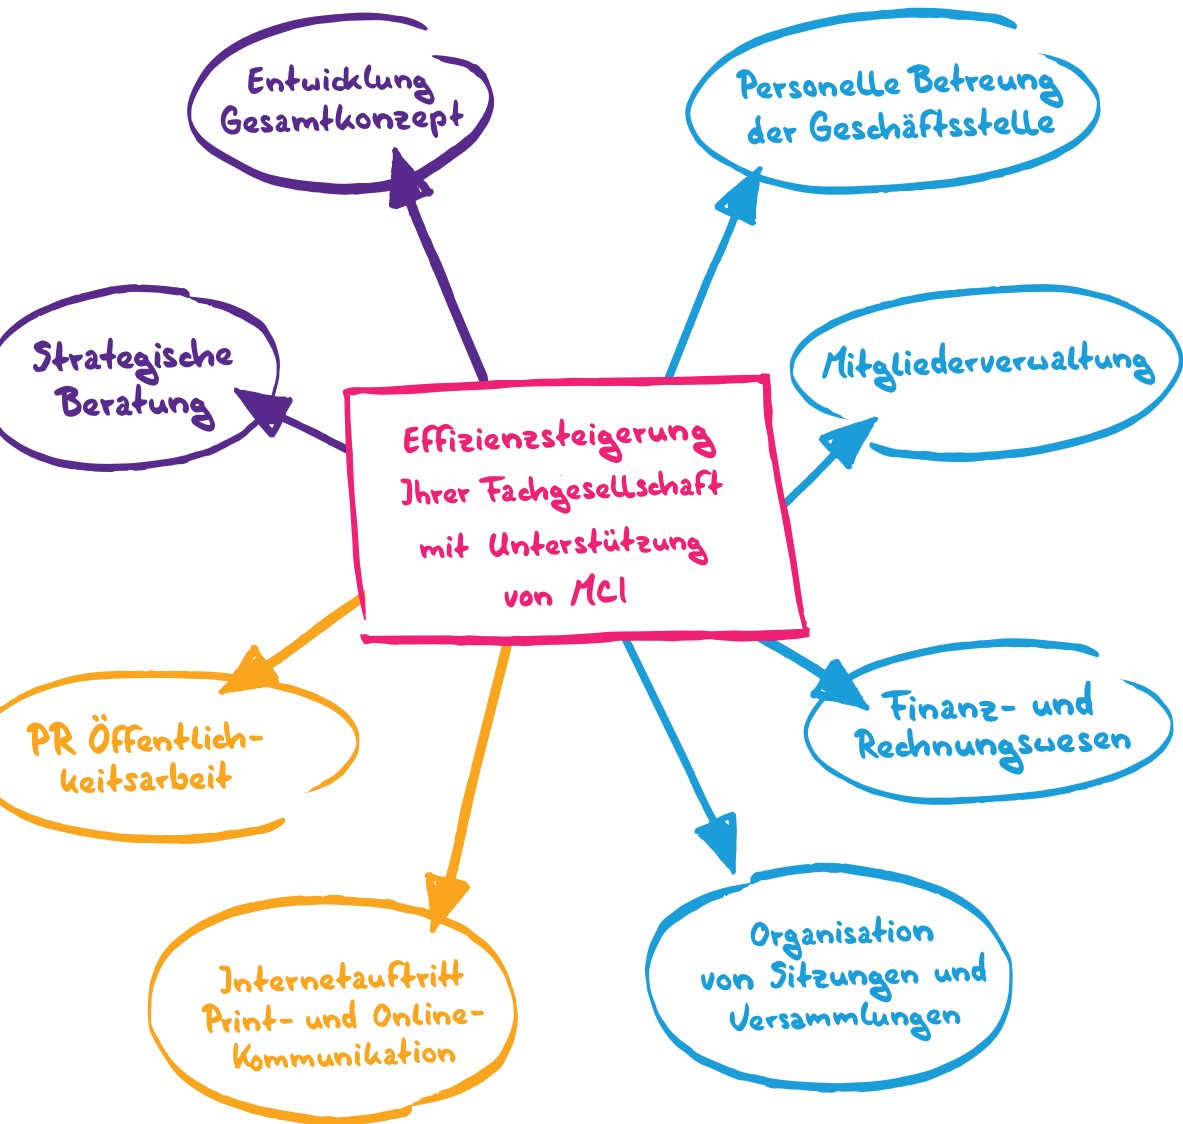 Entwicklung
Gesamtkonzept
Personelle Betreung
der Geschäftsstelle
Strategische
Beratung
Mitgliederverwaltung
Effizienzsteigerung
Ihrer Fachgesellschaft
mit Unterstützung
von MCI
PR Öffentlich-
keitsarbeit
Finanz- und
Rechnungswesen
Internetauftritt
Print- und Online-
Kommunikation
Organisation
von Sitzungen und
Versammlungen